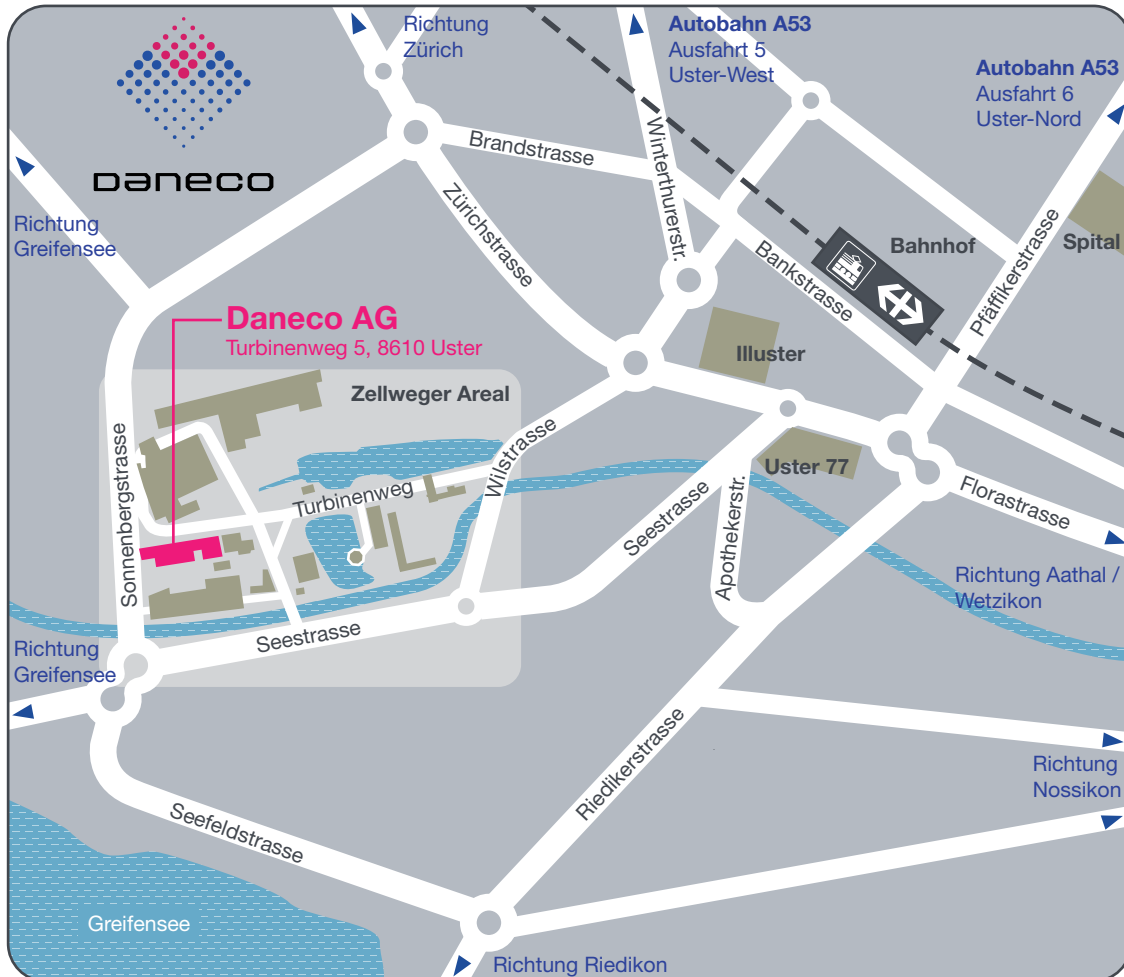 Richtung
Zürich
Autobahn A53
Ausfahrt 5
Uster-West
Autobahn A53
Ausfahrt 6
Uster-Nord
Daneco
Richtung
Greifensee
Brandstrasse
Winterthurerstr.
Zürichstrasse
Bankstrasse
Bahnhof
Pfäffikerstrasse
Spital
Daneco AG
Turbinenweg 5, 8610 Uster
Illuster
Zellweger Areal
Sonnenbergstrasse
Wilstrasse
Turbinenweg
Uster 77
Seestrasse
Apothekerstr.
Florastrasse
Richtung Aathal /
Wetzikon
Seestrasse
Richtung
Greifensee
Riedikerstrasse
Richtung
Nossikon
Seefeldstrasse
Greifensee
Richtung Riedikon